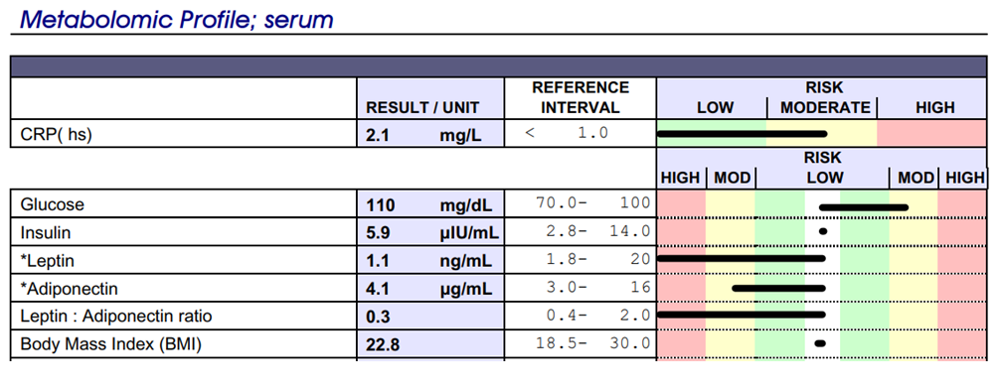 Metabolomic Profile; serum
RESULT / UNIT REFERENCE INTERVAL RISK
LOW MODERATE HIGH
CRP( hs) 2.1 mg/L < 1.0
RISK
HIGH MOD LOW MOD HIGH
Glucose 110 mg/dL 70.0- 100
Insulin 5.9 µIU/mL 2.8- 14.0
*Leptin 1.1 ng/mL 1.8- 20
*Adiponectin 4.1 µg/mL 3.0- 16
Leptin : Adiponectin ratio 0.3 0.4- 2.0
Body Mass Index (BMI) 22.8 18.5- 30.0